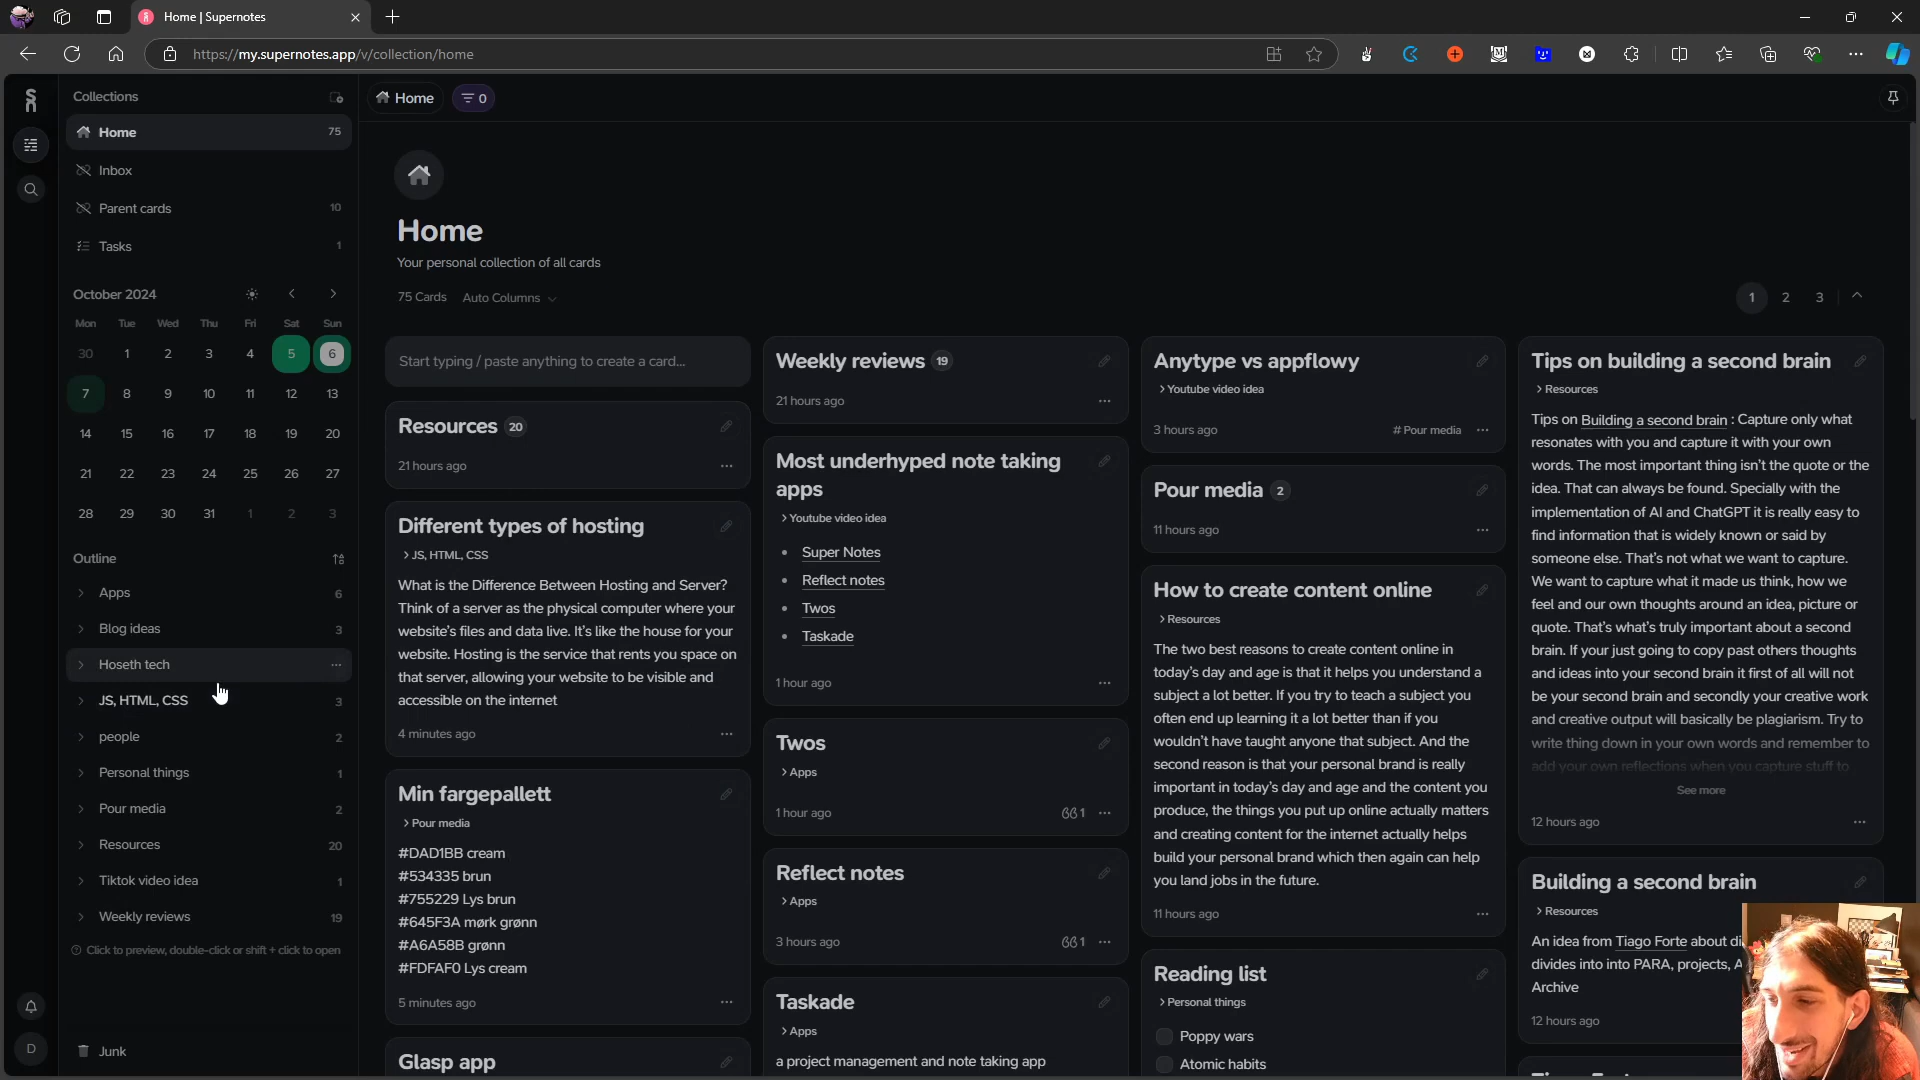 Home | Supernotes
https://my.supernotes.app/v/collection/home
Collections
Home 75
Inbox
Parent cards 10
Tasks 1
October 2024
Mon Tue Wed Thu Fri Sat Sun
30 1 2 3 4 5 6
7 8 9 10 11 12 13
14 15 16 17 18 19 20
21 22 23 24 25 26 27
28 29 30 31 1 2 3
Outline
Apps 6
Blog ideas 3
Hoseth tech
JS, HTML, CSS 3
people 2
Personal things 1
Pour media 2
Resources 20
Tiktok video idea 1
Weekly reviews 19
Click to preview, double-click or shift + click to open
D
Junk
Home 0
Home
Your personal collection of all cards
75 Cards Auto Columns
1 2 3
Start typing / paste anything to create a card...
Resources 20
21 hours ago
Different types of hosting
JS, HTML, CSS
What is the Difference Between Hosting and Server?
Think of a server as the physical computer where your
website's files and data live. It's like the house for your
website. Hosting is the service that rents you space on
that server, allowing your website to be visible and
accessible on the internet
4 minutes ago
Min fargepallett
Pour media
#DAD1BB cream
#534335 brun
#755229 Lys brun
#645F3A mørk grønn
#A6A58B grønn
#FDFAF0 Lys cream
5 minutes ago
Glasp app
Weekly reviews 19
21 hours ago
Most underhyped note taking
apps
Youtube video idea
Super Notes
Reflect notes
Twos
Taskade
1 hour ago
Twos
Apps
1 hour ago 1
Reflect notes
Apps
3 hours ago 1
Taskade
Apps
a project management and note taking app
Anytype vs appflowy
Youtube video idea
3 hours ago # Pour media
Pour media 2
11 hours ago
How to create content online
Resources
The two best reasons to create content online in
today's day and age is that it helps you understand a
subject a lot better. If you try to teach a subject you
often end up learning it a lot better than if you
wouldn't have taught anyone that subject. And the
second reason is that your personal brand is really
important in today's day and age and the content you
produce, the things you put up online actually matters
and creating content for the internet actually helps
build your personal brand which then again can help
you land jobs in the future.
11 hours ago
Reading list
Personal things
Poppy wars
Atomic habits
Tips on building a second brain
Resources
Tips on Building a second brain : Capture only what
resonates with you and capture it with your own
words. The most important thing isn't the quote or the
idea. That can always be found. Specially with the
implementation of AI and ChatGPT it is really easy to
find information that is widely known or said by
someone else. That's not what we want to capture.
We want to capture what it made us think, how we
feel and our own thoughts around an idea, picture or
quote. That's what's truly important about a second
brain. If your just going to copy past others thoughts
and ideas into your second brain it first of all will not
be your second brain and secondly your creative work
and creative output will basically be plagiarism. Try to
write thing down in your own words and remember to
add your own reflections when you capture stuff to
See more
12 hours ago
Building a second brain
Resources
An idea from Tiago Forte about di
divides into into PARA, projects, A
Archive
12 hours ago